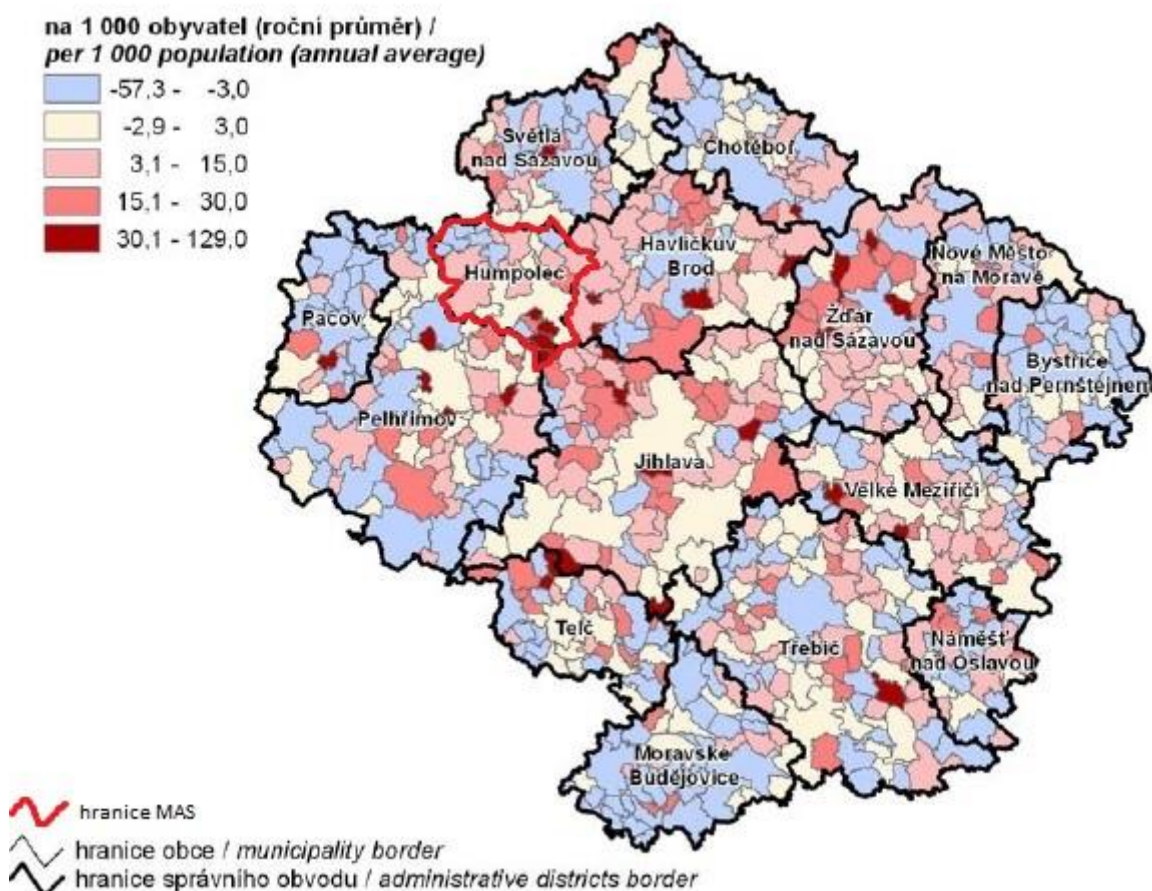 na 1 000 obyvatel (roční průměr) /
per 1 000 population (annual average)
-57,3 - -3,0
-2,9 - 3,0
3,1 - 15,0
15,1 - 30,0
30,1 - 129,0
Světlá
nad Sázavou
Chotěboř
Humpolec
Havlíčkův
Brod
Nové Město
na Moravě
Pacov
Žďár
nad Sázavou
Bystřice
nad Pernštejnem
Pelhřimov
Jihlava
Velké Meziříčí
Telč
Třebíč
Náměšť
nad Oslavou
Moravské
Budějovice
hranice MAS
hranice obce / municipality border
hranice správního obvodu / administrative districts border